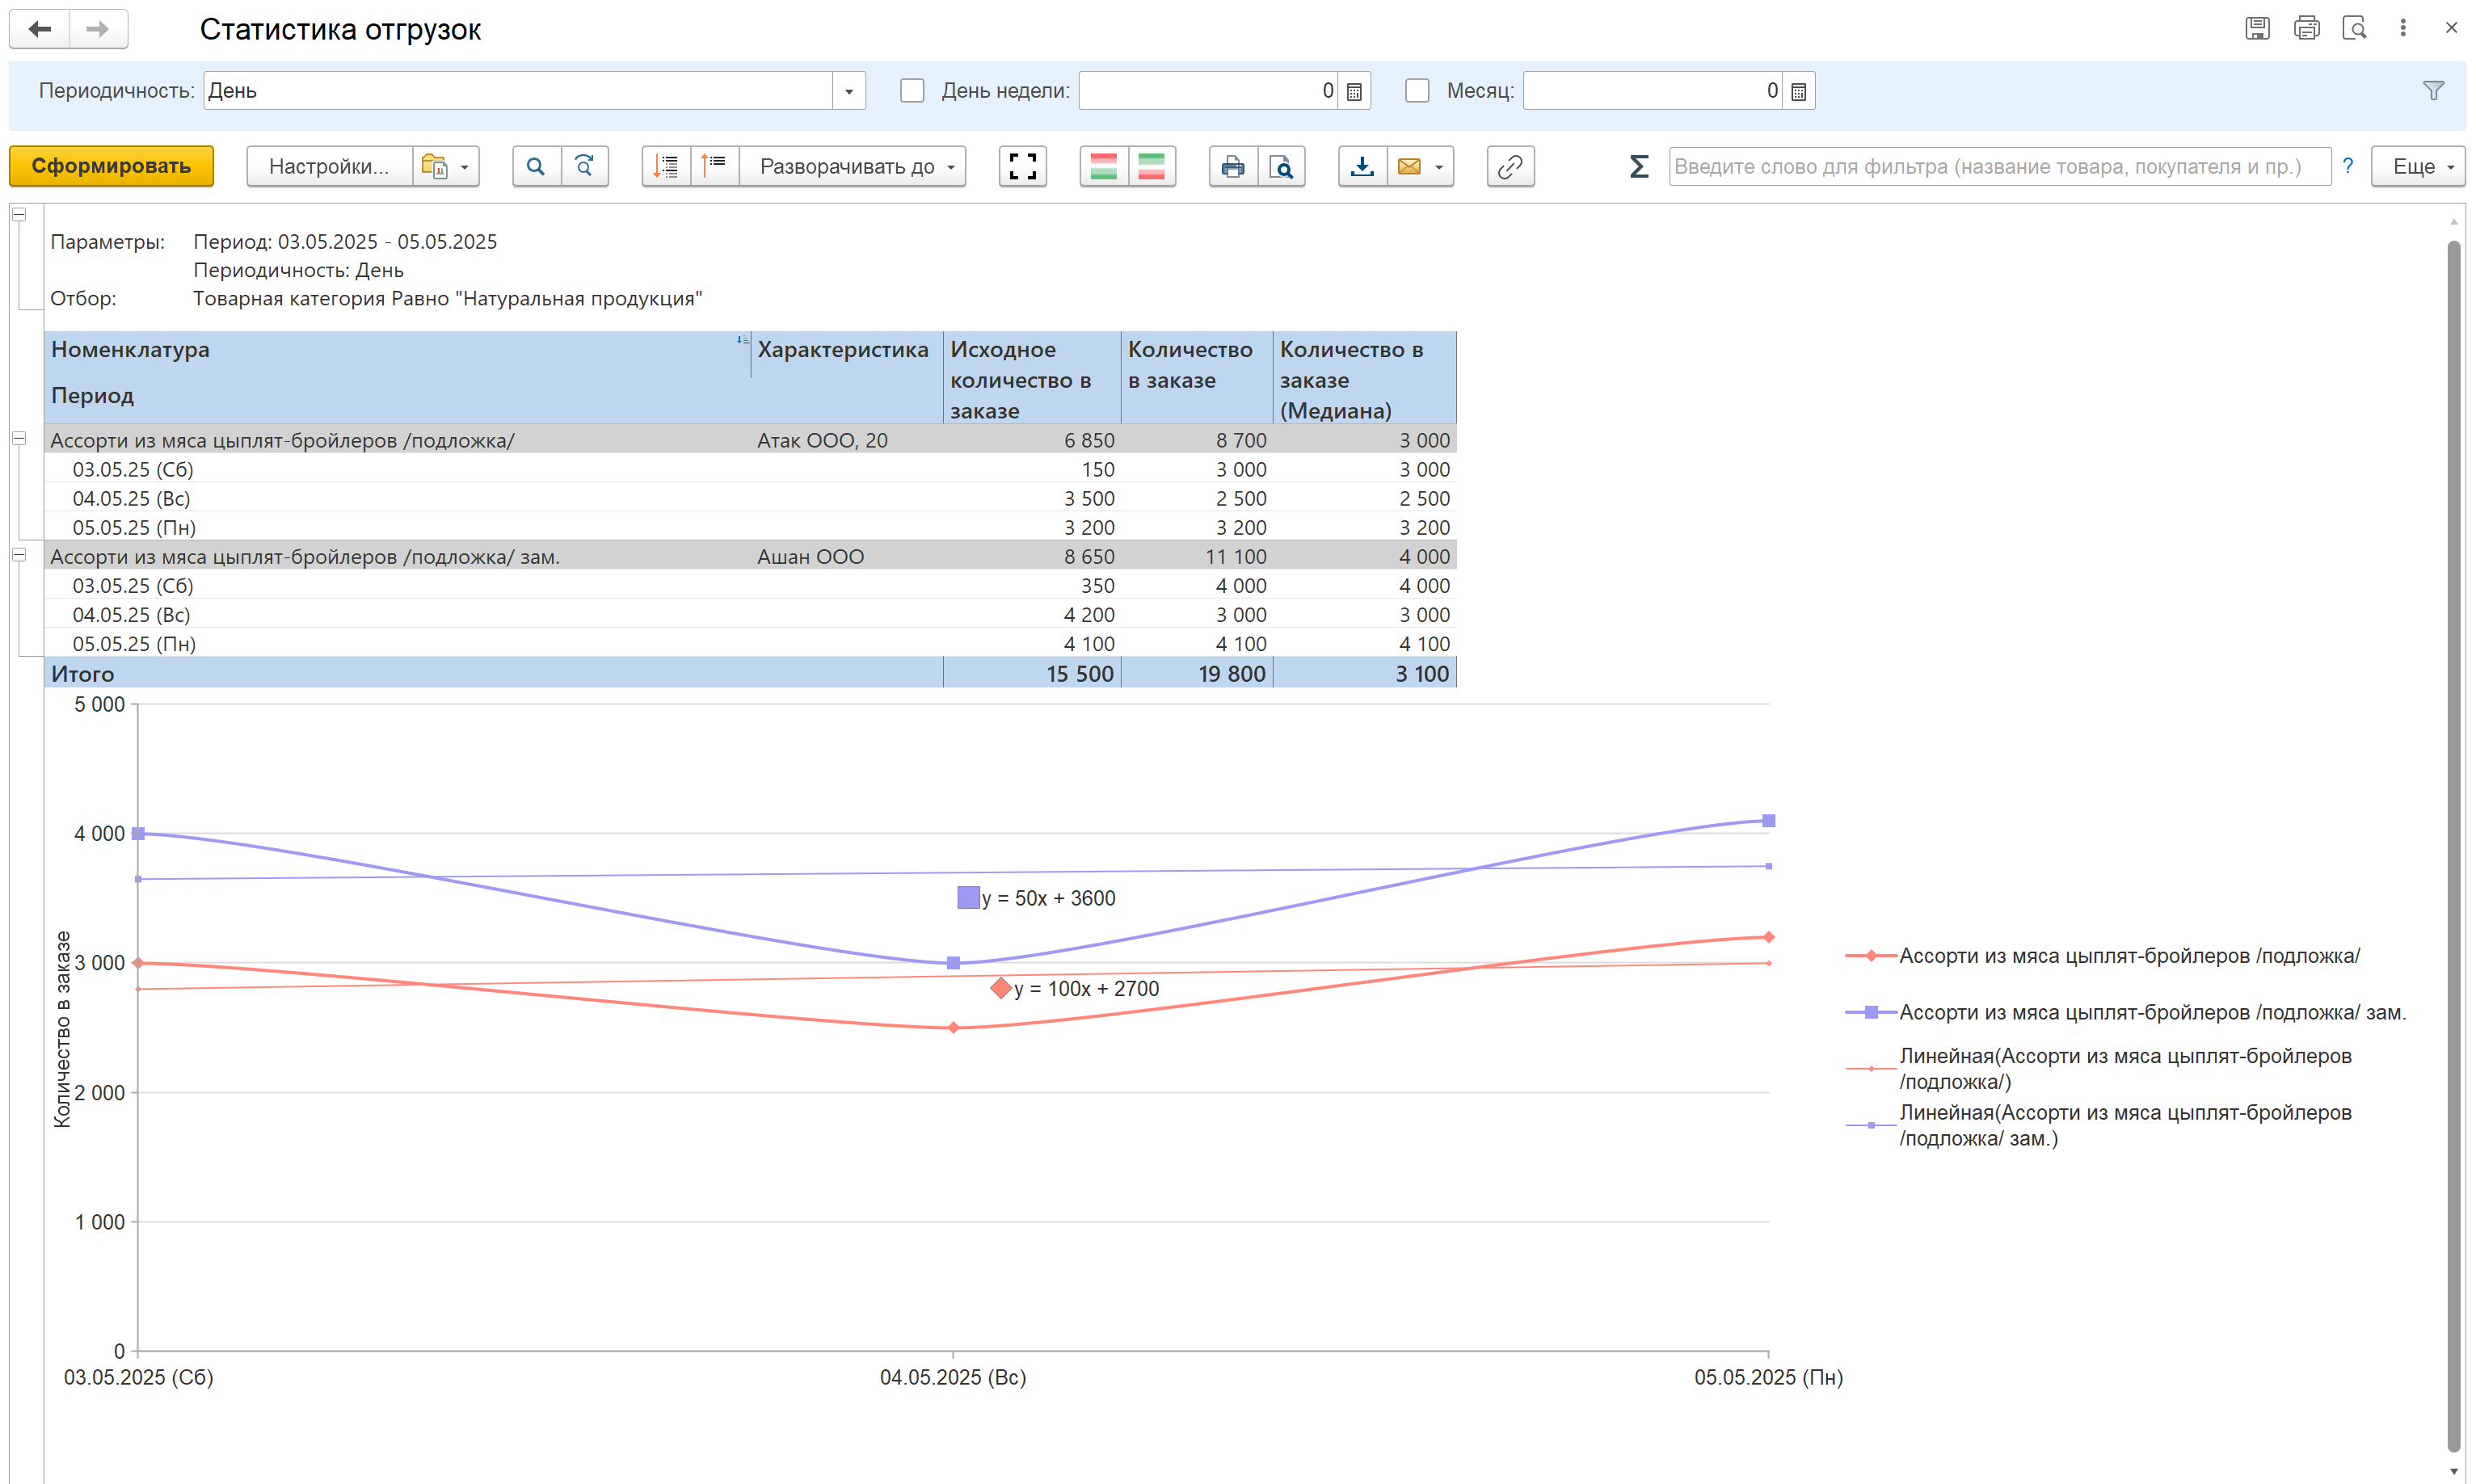 Статистика отгрузок
Периодичность: День День недели: 0 Месяц: 0
Сформировать Настройки... Разворачивать до Σ Введите слово для фильтра (название товара, покупателя и пр.) ? Еще
Параметры: Период: 03.05.2025 - 05.05.2025
Периодичность: День
Отбор: Товарная категория Равно "Натуральная продукция"
Номенклатура Характеристика Исходное Количество Количество в
количество в в заказе заказе
Период заказе (Медиана)
Ассорти из мяса цыплят-бройлеров /подложка/ Атак ООО, 20 6 850 8 700 3 000
03.05.25 (Сб) 150 3 000 3 000
04.05.25 (Вс) 3 500 2 500 2 500
05.05.25 (Пн) 3 200 3 200 3 200
Ассорти из мяса цыплят-бройлеров /подложка/ зам. Ашан ООО 8 650 11 100 4 000
03.05.25 (Сб) 350 4 000 4 000
04.05.25 (Вс) 4 200 3 000 3 000
05.05.25 (Пн) 4 100 4 100 4 100
Итого 15 500 19 800 3 100
5 000
4 000
3 000
2 000
1 000
0
Количество в заказе
y = 50x + 3600
y = 100x + 2700
03.05.2025 (Сб) 04.05.2025 (Вс) 05.05.2025 (Пн)
Ассорти из мяса цыплят-бройлеров /подложка/
Ассорти из мяса цыплят-бройлеров /подложка/ зам.
Линейная(Ассорти из мяса цыплят-бройлеров
/подложка/)
Линейная(Ассорти из мяса цыплят-бройлеров
/подложка/ зам.)